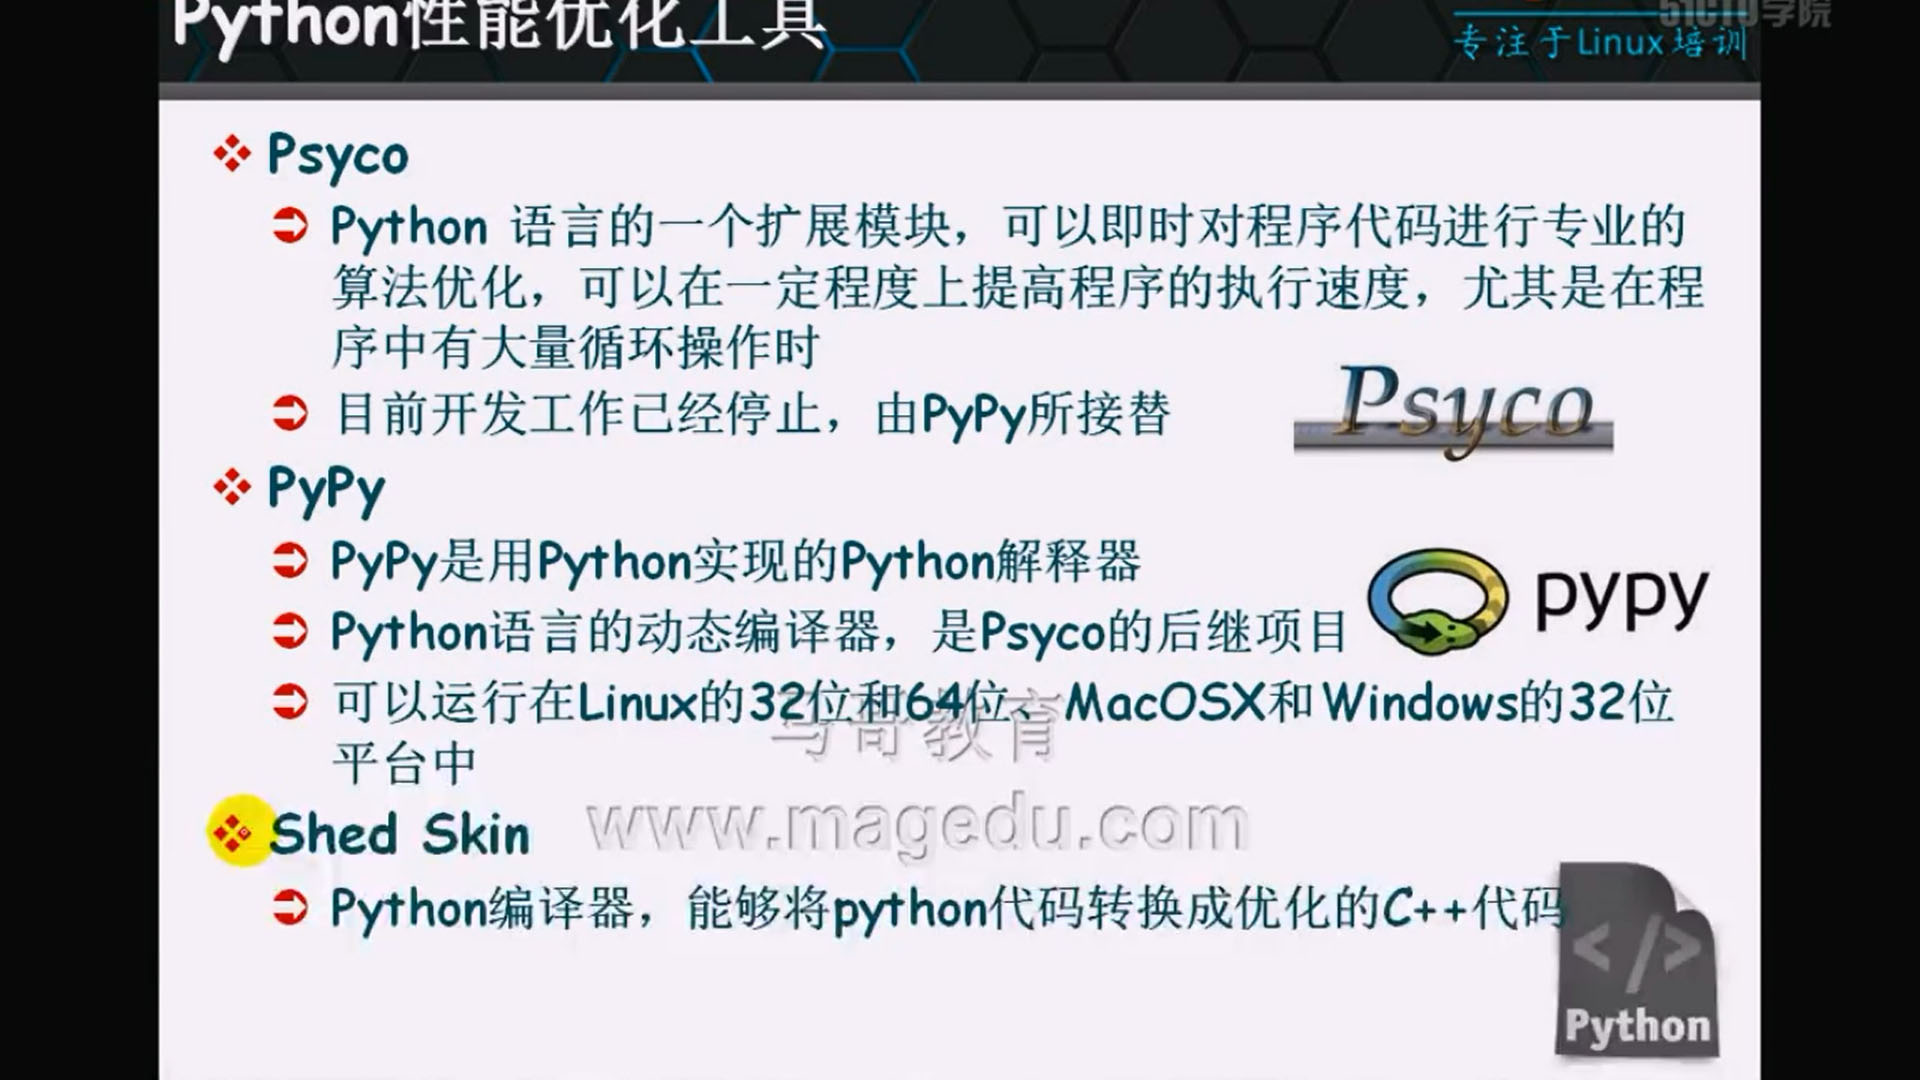 Python性能优化工具
51CTO学院
专注于Linux培训
Psyco
Python 语言的一个扩展模块，可以即时对程序代码进行专业的
算法优化，可以在一定程度上提高程序的执行速度，尤其是在程
序中有大量循环操作时
目前开发工作已经停止，由PyPy所接替
Psyco
PyPy
PyPy是用Python实现的Python解释器
Python语言的动态编译器，是Psyco的后继项目
pypy
可以运行在Linux的32位和64位、MacOSX和Windows的32位
平台中
马哥教育
Shed Skin
www.magedu.com
Python编译器，能够将python代码转换成优化的C++代码
</>
Python